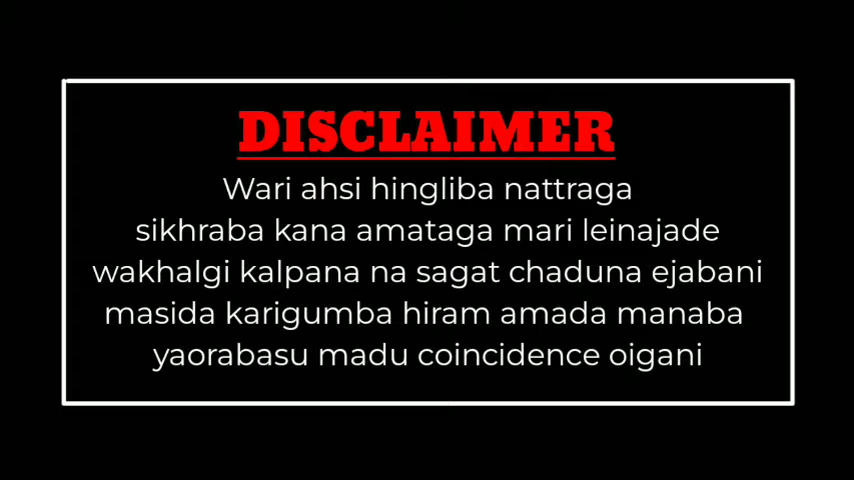 DISCLAIMER
Wari ahsi hingliba nattraga
sikhraba kana amataga mari leinajade
wakhalgi kalpana na sagat chaduna ejabani
masida karigumba hiram amada manaba
yaorabasu madu coincidence oigani